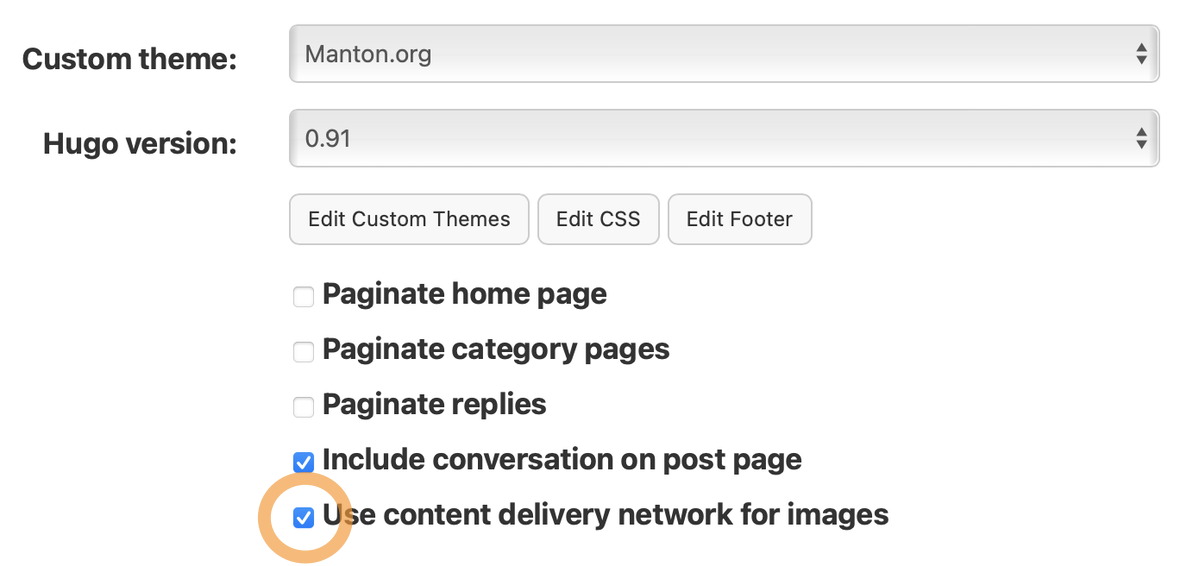 Custom theme: Manton.org
Hugo version: 0.91
Edit Custom Themes Edit CSS Edit Footer
Paginate home page
Paginate category pages
Paginate replies
Include conversation on post page
Use content delivery network for images